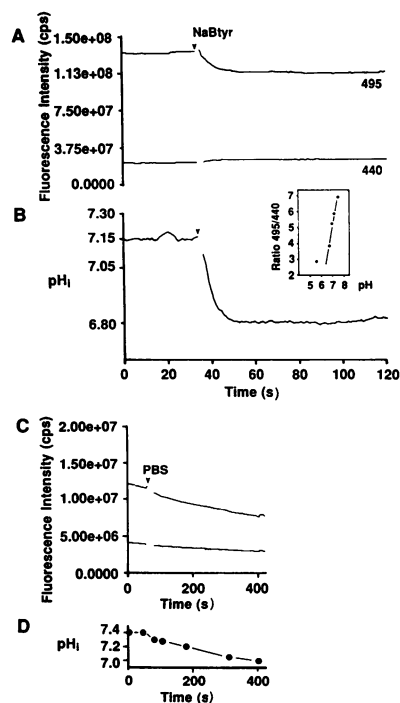 A
NaBtyr
Fluorescence Intensity (cps)
1.50e+08
1.13e+08
7.50e+07
3.75e+07
0.0000
495
440
B
pHi
7.30
7.15
7.05
6.80
Ratio 495/440
7
6
5
4
3
2
5 6 7 8
pH
0 20 40 60 80 100 120
Time (s)
C
Fluorescence Intensity (cps)
2.00e+07
1.50e+07
1.00e+07
5.00e+06
0.0000
PBS
0 200 400
Time (s)
D
pHi
7.4
7.2
7.0
0 200 400
Time (s)